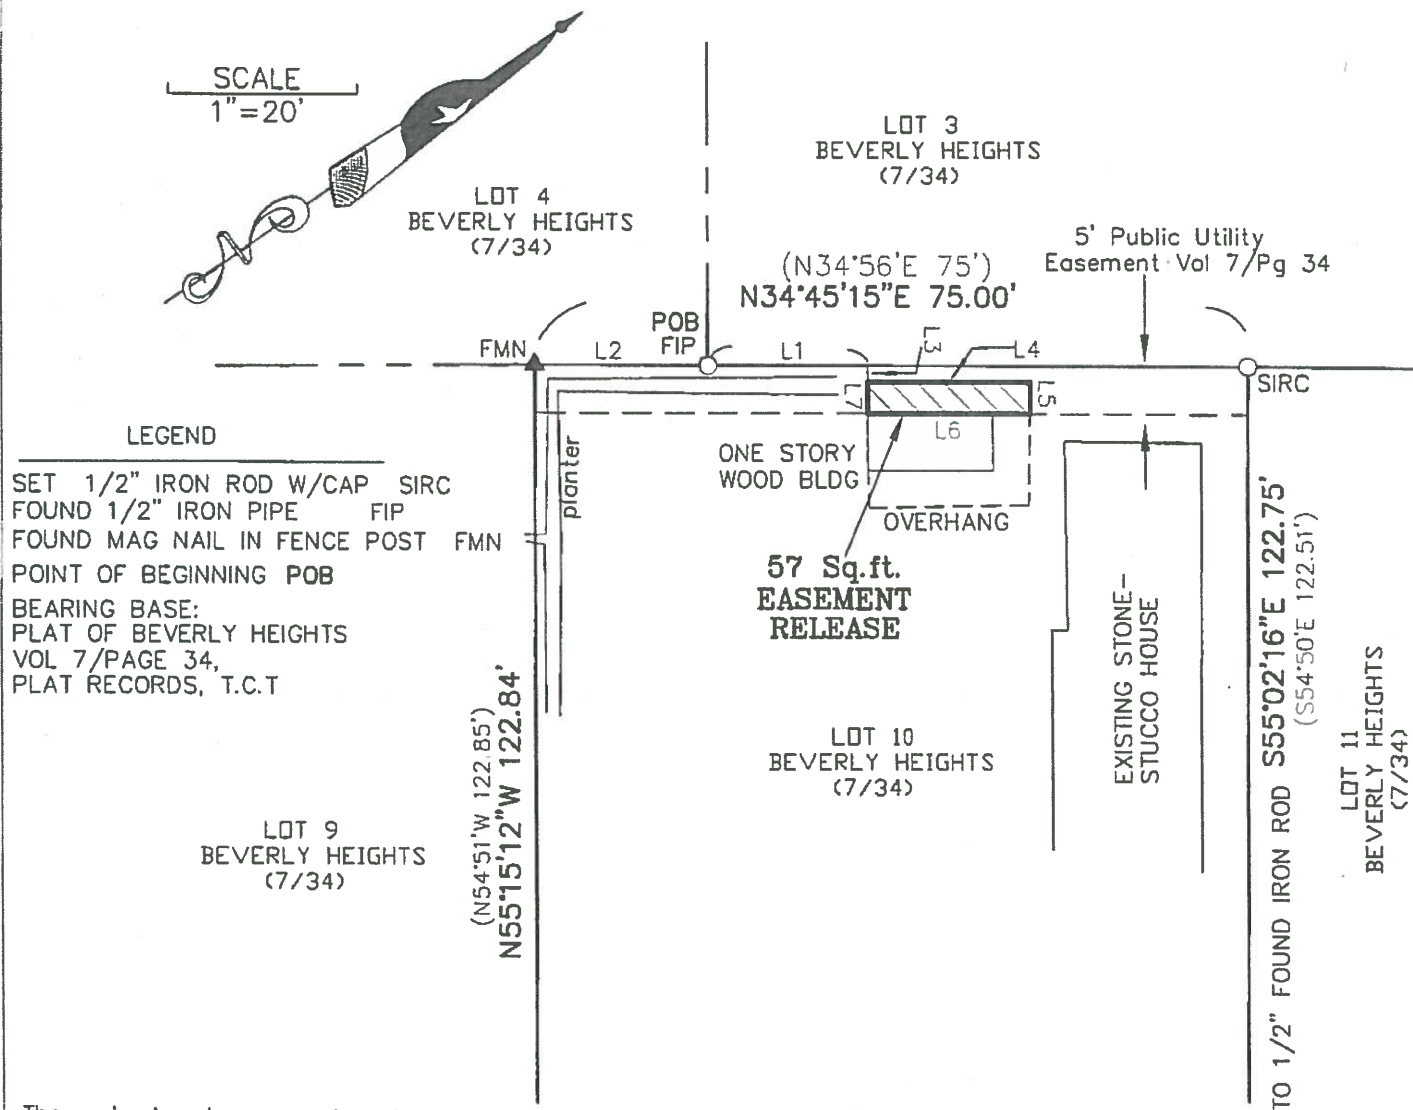 SCALE
1"=20'
LOT 4
BEVERLY HEIGHTS
(7/34)
LOT 3
BEVERLY HEIGHTS
(7/34)
5' Public Utility
Easement Vol 7/Pg 34
(N34°56'E 75')
N34°45'15"E 75.00'
POB
FIP
FMN
L2
L1
L3
L4
SIRC
L7
L5
L6
LEGEND
SET 1/2" IRON ROD W/CAP SIRC
FOUND 1/2" IRON PIPE FIP
FOUND MAG NAIL IN FENCE POST FMN
POINT OF BEGINNING POB
BEARING BASE:
PLAT OF BEVERLY HEIGHTS
VOL 7/PAGE 34,
PLAT RECORDS, T.C.T
planter
ONE STORY
WOOD BLDG
OVERHANG
57 Sq.ft.
EASEMENT
RELEASE
EXISTING STONE-
STUCCO HOUSE
TO 1/2" FOUND IRON ROD S55°02'16"E 122.75'
(S54°50'E 122.51')
LOT 11
BEVERLY HEIGHTS
(7/34)
(N54°51'W 122.85')
N55°15'12"W 122.84'
LOT 10
BEVERLY HEIGHTS
(7/34)
LOT 9
BEVERLY HEIGHTS
(7/34)